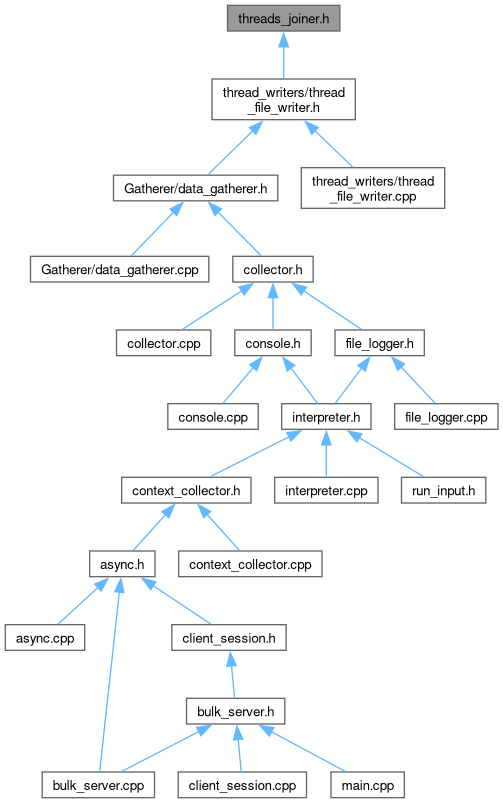 threads_joiner.h
thread_writers/thread
_file_writer.h
Gatherer/data_gatherer.h
thread_writers/thread
_file_writer.cpp
Gatherer/data_gatherer.cpp
collector.h
collector.cpp
console.h
file_logger.h
console.cpp
interpreter.h
file_logger.cpp
context_collector.h
interpreter.cpp
run_input.h
async.h
context_collector.cpp
async.cpp
client_session.h
bulk_server.h
bulk_server.cpp
client_session.cpp
main.cpp